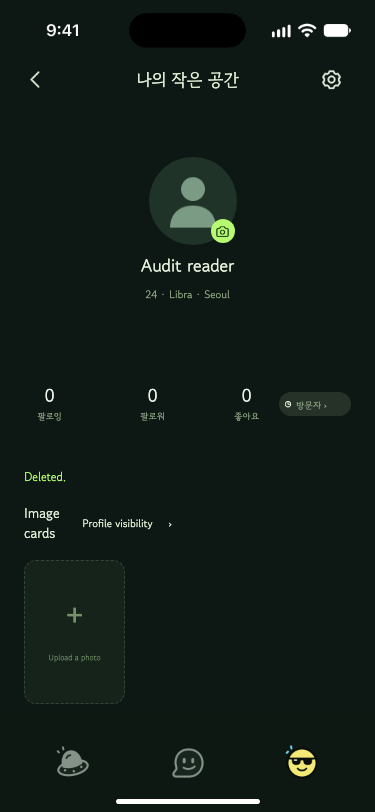 9:41
나의 작은 공간
Audit reader
24 · Libra · Seoul
0 0 0
팔로잉 팔로워 좋아요 방문자 ›
Deleted.
Image cards
Profile visibility ›
+
Upload a photo